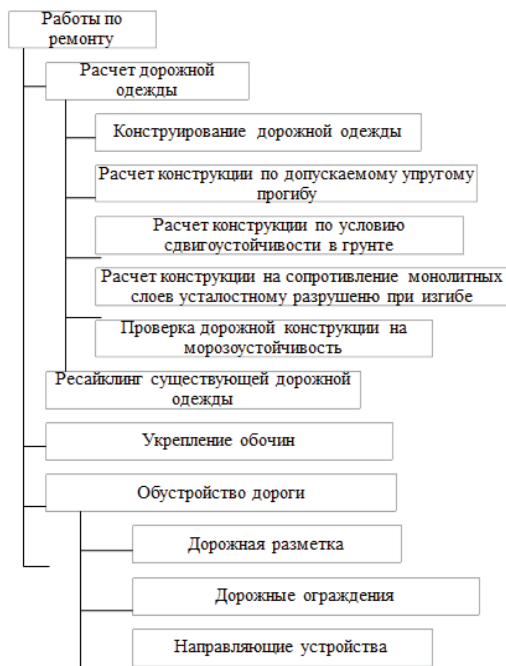 Работы по
ремонту
Расчет дорожной
одежды
Конструирование дорожной одежды
Расчет конструкции по допускаемому упругому
прогибу
Расчет конструкции по условию
сдвигоустойчивости в грунте
Расчет конструкции на сопротивление монолитных
слоев усталостному разрушеню при изгибе
Проверка дорожной конструкции на
морозоустойчивость
Ресайклинг существующей дорожной
одежды
Укрепление обочин
Обустройство дороги
Дорожная разметка
Дорожные ограждения
Направляющие устройства